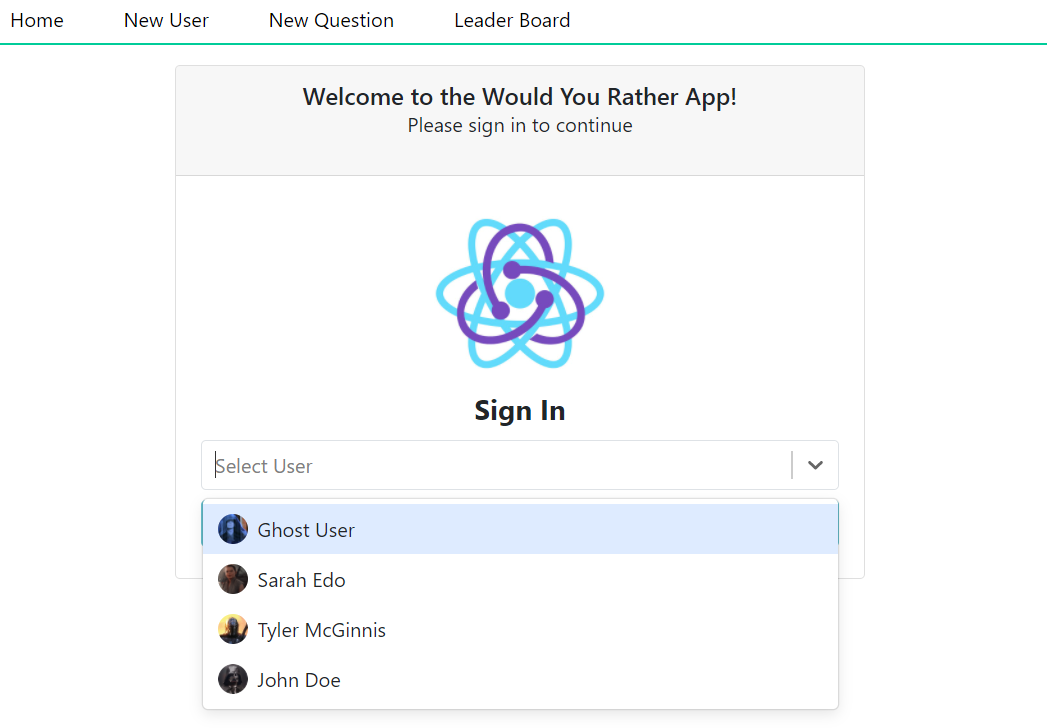 Home New User New Question Leader Board
Welcome to the Would You Rather App!
Please sign in to continue
Sign In
Select User
Ghost User
Sarah Edo
Tyler McGinnis
John Doe